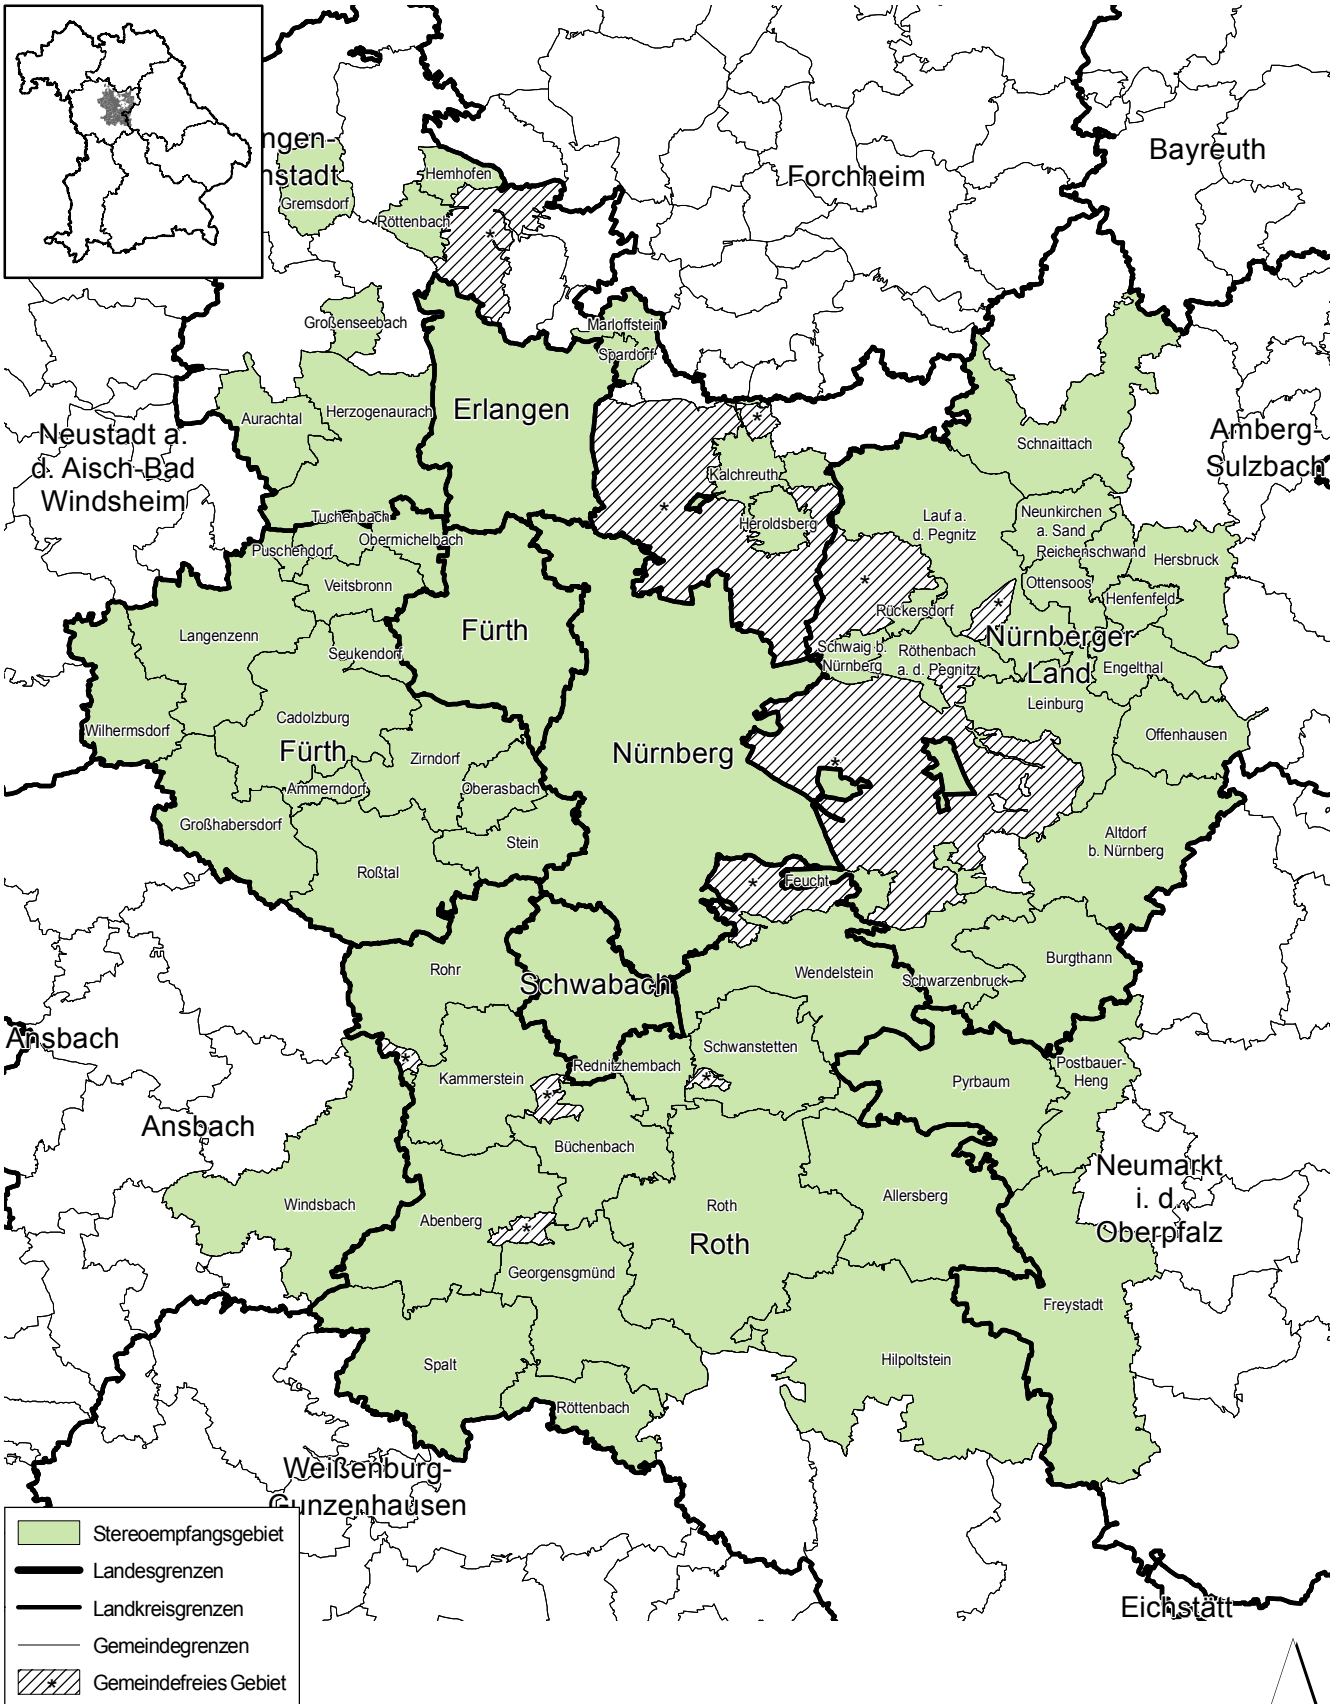 ngen-
nstadt
Gremsdorf
Hemhofen
Röttenbach
*
Forchheim
Bayreuth
Großenseebach
Marloffstein
Spardorf
Aurachtal
Herzogenaurach
Erlangen
*
Neustadt a.
d. Aisch-Bad
Windsheim
Schnaittach
Amberg-
Sulzbach
Kalchreuth
*
Heroldsberg
Tuchenbach
Obermichelbach
Puschendorf
Veitsbronn
Lauf a.
d. Pegnitz
Neunkirchen
a. Sand
Reichenschwand
Hersbruck
*
Ottensoos
Henfenfeld
Rückersdorf
*
Langenzenn
Seukendorf
Fürth
Schwaig b.
Nürnberg
Röthenbach
a. d. Pegnitz
Nürnberger
Land
Engelthal
Leinburg
Offenhausen
Wilhermsdorf
Cadolzburg
Fürth
Zirndorf
Nürnberg
*
Ammerndorf
Oberasbach
Großhabersdorf
Stein
Roßtal
Altdorf
b. Nürnberg
*
Feucht
Rohr
Schwabach
Wendelstein
Schwarzenbruck
Burgthann
Ansbach
*
Kammerstein
Rednitzhembach
Schwanstetten
*
*
Pyrbaum
Postbauer-
Heng
Ansbach
Büchenbach
Neumarkt
i. d.
Oberpfalz
Windsbach
Abenberg
*
Roth
Roth
Allersberg
Georgensgmünd
Freystadt
Spalt
Hilpoltstein
Röttenbach
Weißenburg-
Gunzenhausen
Eichstätt
Stereoempfangsgebiet
Landesgrenzen
Landkreisgrenzen
Gemeindegrenzen
* Gemeindefreies Gebiet